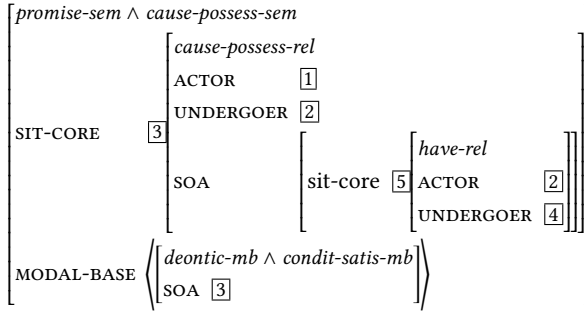 promise-sem ∧ cause-possess-sem
cause-possess-rel
ACTOR 1
UNDERGOER 2
SIT-CORE 3
have-rel
SOA sit-core 5 ACTOR 2
UNDERGOER 4
deontic-mb ∧ condit-satis-mb
MODAL-BASE
SOA 3